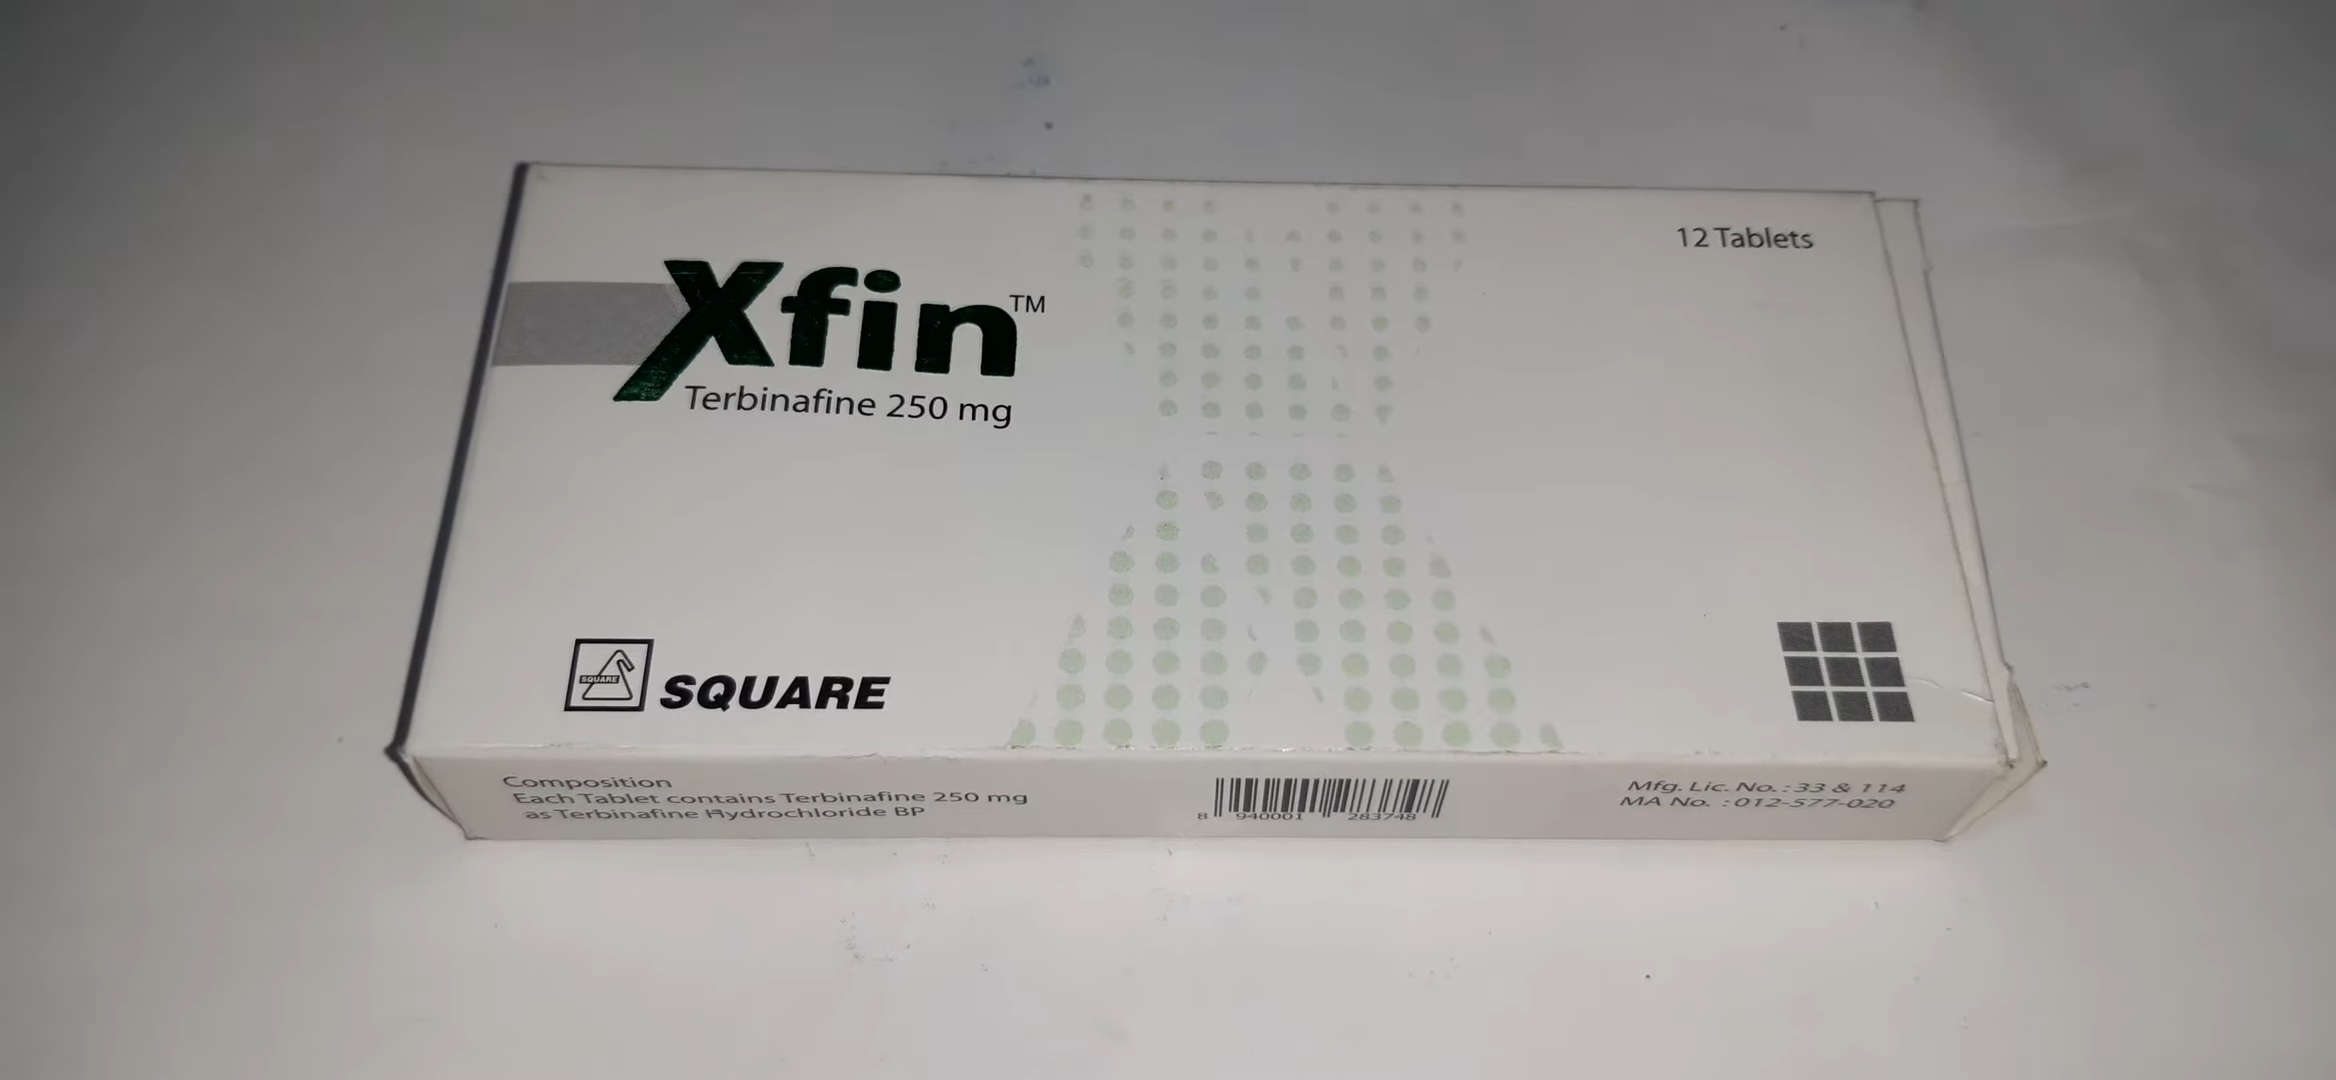 12 Tablets
Xfin™
Terbinafine 250 mg
SQUARE
SQUARE
Composition
Each Tablet contains Terbinafine 250 mg
as Terbinafine Hydrochloride BP
8 940001 283748
Mfg. Lic. No. : 33 & 114
MA No. : 012-577-020